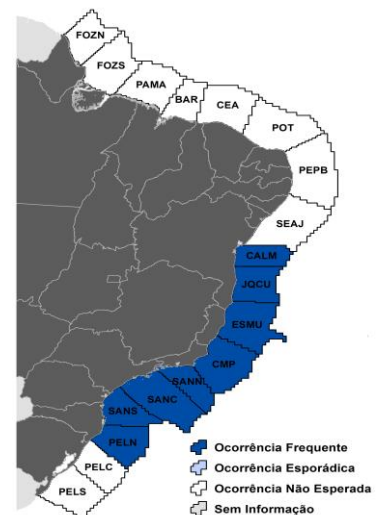 FOZN
FOZS
PAMA
BAR
CEA
POT
PEPB
SEAJ
CALM
JQCU
ESMU
CMP
SANN
SANC
SANS
PELN
PELC
PELS
Ocorrência Frequente
Ocorrência Esporádica
Ocorrência Não Esperada
Sem Informação